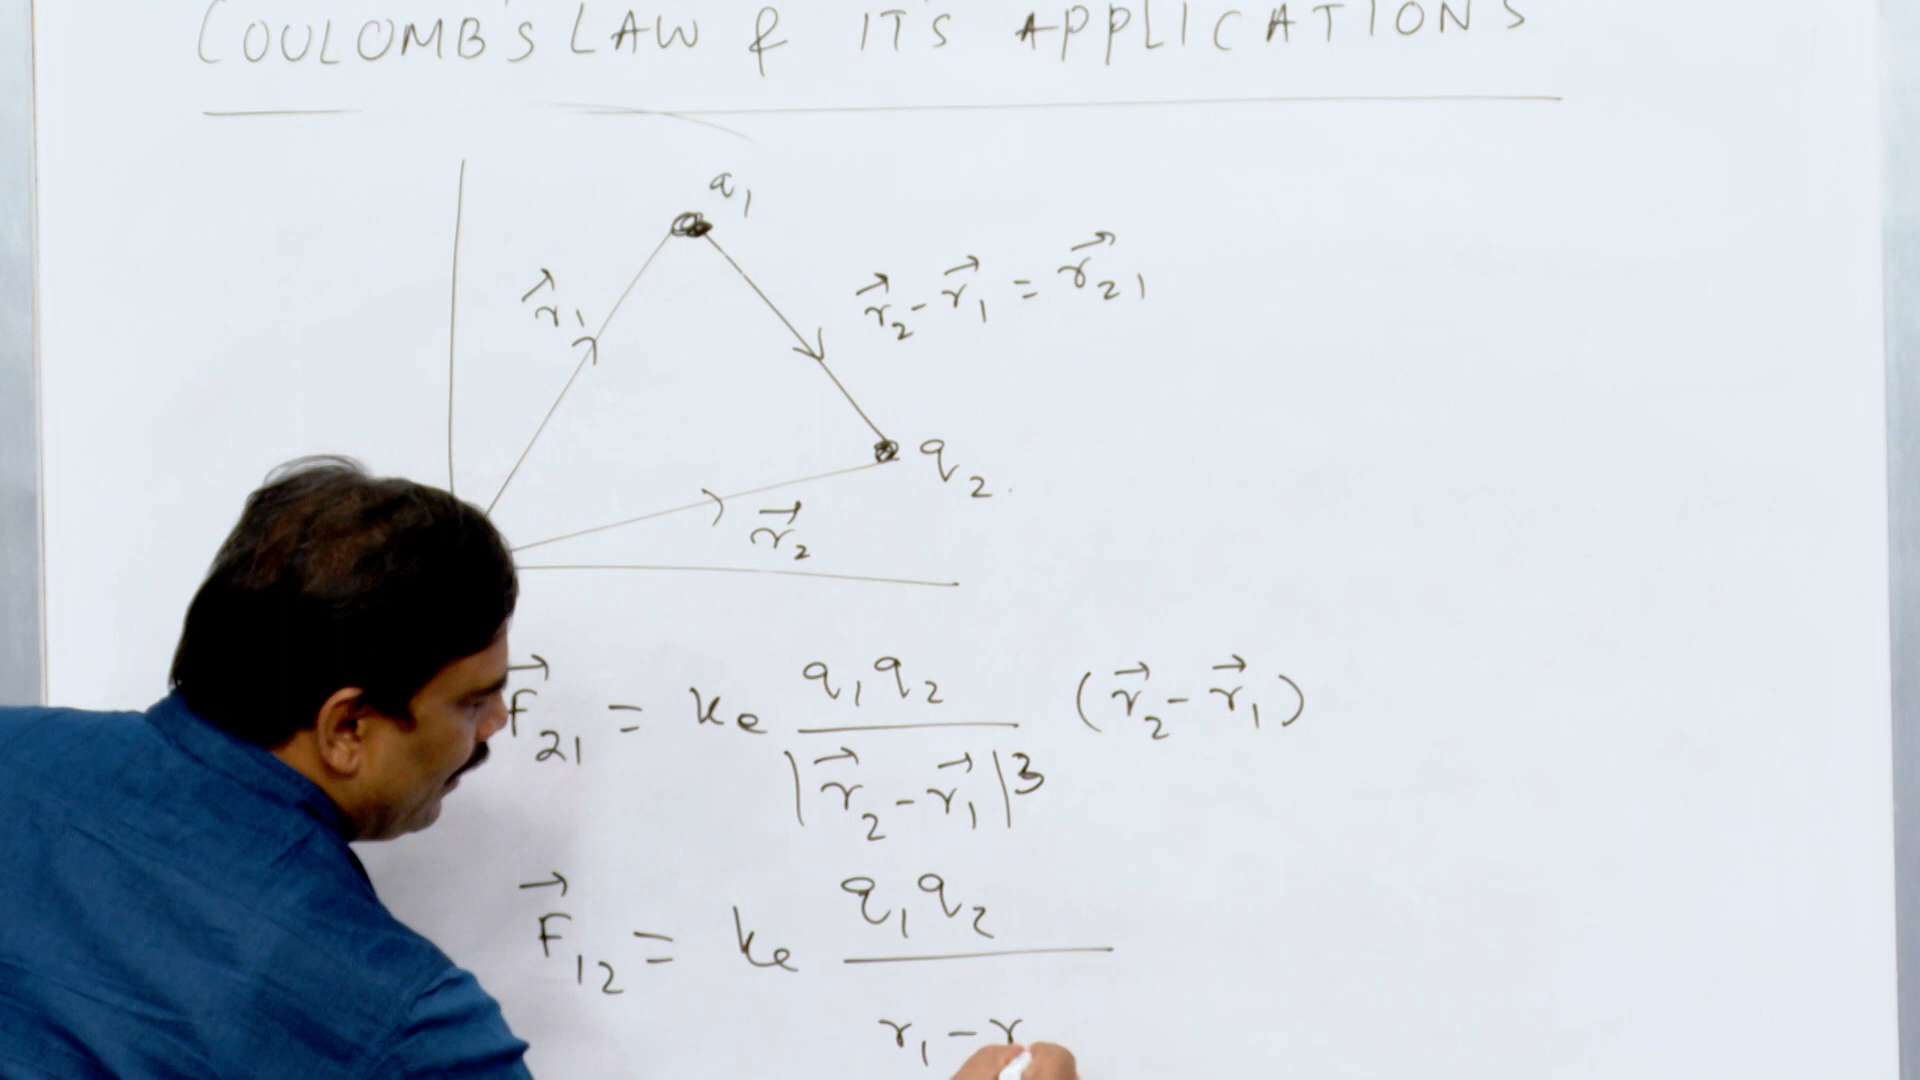 COULOMB'S LAW & IT'S APPLICATIONS
q₁
r⃗₁
r⃗₂ - r⃗₁ = r⃗₂₁
q₂
r⃗₂
F⃗₂₁ = kₑ q₁q₂ / |r⃗₂ - r⃗₁|³ (r⃗₂ - r⃗₁)
F⃗₁₂ = kₑ q₁q₂ / r₁ - r